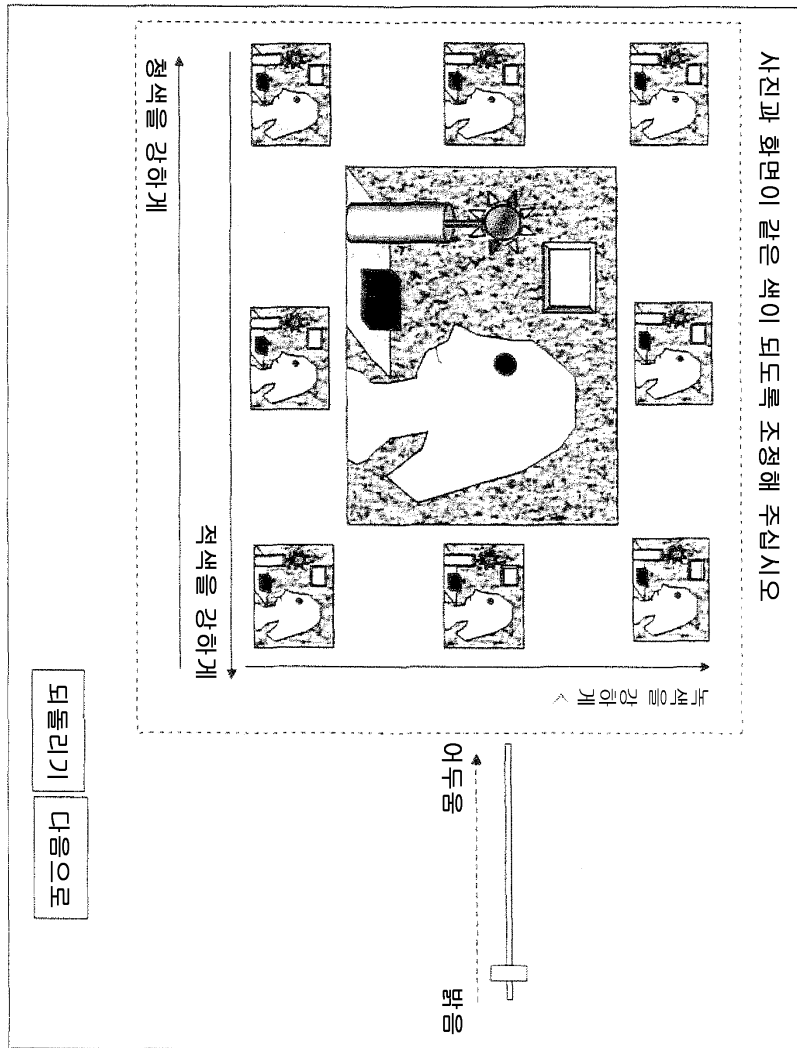 사진과 화면이 같은 색이 되도록 조정해 주십시오
녹색을 강하게
청색을 강하게
적색을 강하게
어두움
밝음
되돌리기
다음으로